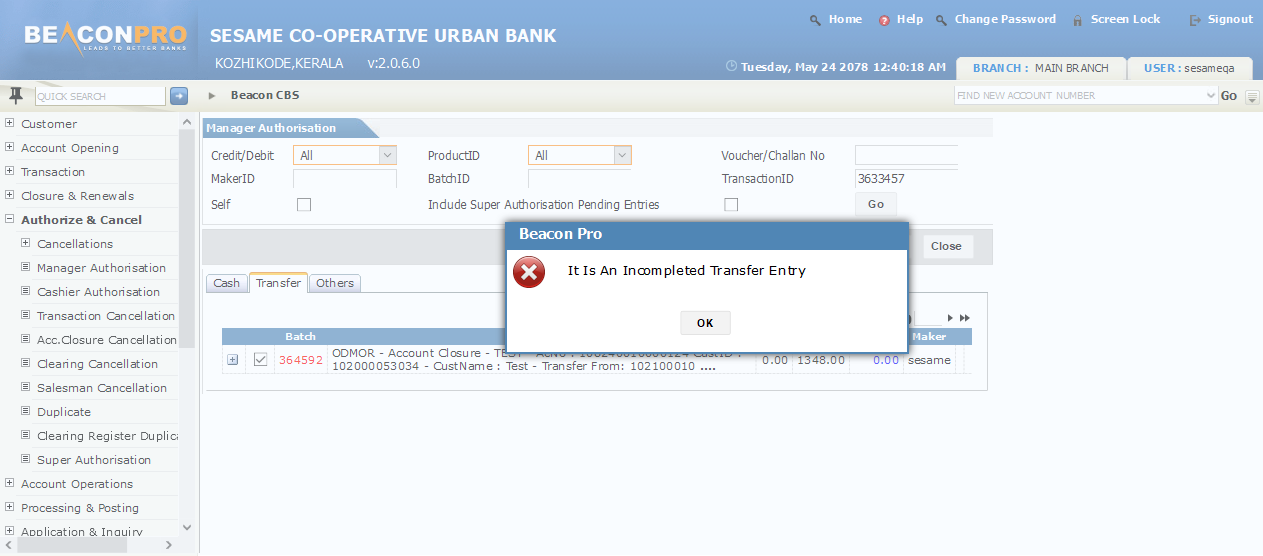 BEACONPRO
LEADS TO BETTER BANKS
SESAME CO-OPERATIVE URBAN BANK
KOZHIKODE,KERALA v:2.0.6.0
Home Help Change Password Screen Lock Signout
Tuesday, May 24 2078 12:40:18 AM
BRANCH : MAIN BRANCH USER : sesameqa
QUICK SEARCH
Beacon CBS
FIND NEW ACCOUNT NUMBER Go
Customer
Account Opening
Transaction
Closure & Renewals
Authorize & Cancel
Cancellations
Manager Authorisation
Cashier Authorisation
Transaction Cancellation
Acc.Closure Cancellation
Clearing Cancellation
Salesman Cancellation
Duplicate
Clearing Register Duplica
Super Authorisation
Account Operations
Processing & Posting
Application & Inquiry
Manager Authorisation
Credit/Debit All ProductID All Voucher/Challan No
MakerID BatchID TransactionID 3633457
Self Include Super Authorisation Pending Entries Go
Close
Beacon Pro
It Is An Incompleted Transfer Entry
OK
Cash Transfer Others
Batch Maker
364592 ODMOR - Account Closure - TEST - AcNo : 100240010000124 CustID : 0.00 1348.00 0.00 sesame
102000053034 - CustName : Test - Transfer From: 102100010 ....